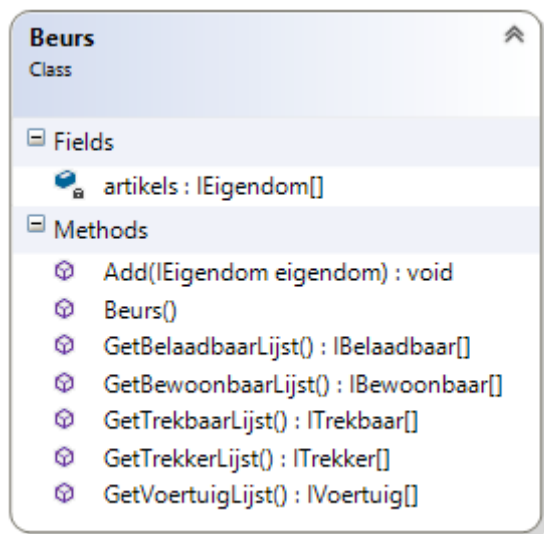 Beurs
Class
Fields
artikels : IEigendom[]
Methods
Add(IEigendom eigendom) : void
Beurs()
GetBelaadbaarLijst() : IBelaadbaar[]
GetBewoonbaarLijst() : IBewoonbaar[]
GetTrekbaarLijst() : ITrekbaar[]
GetTrekkerLijst() : ITrekker[]
GetVoertuigLijst() : IVoertuig[]